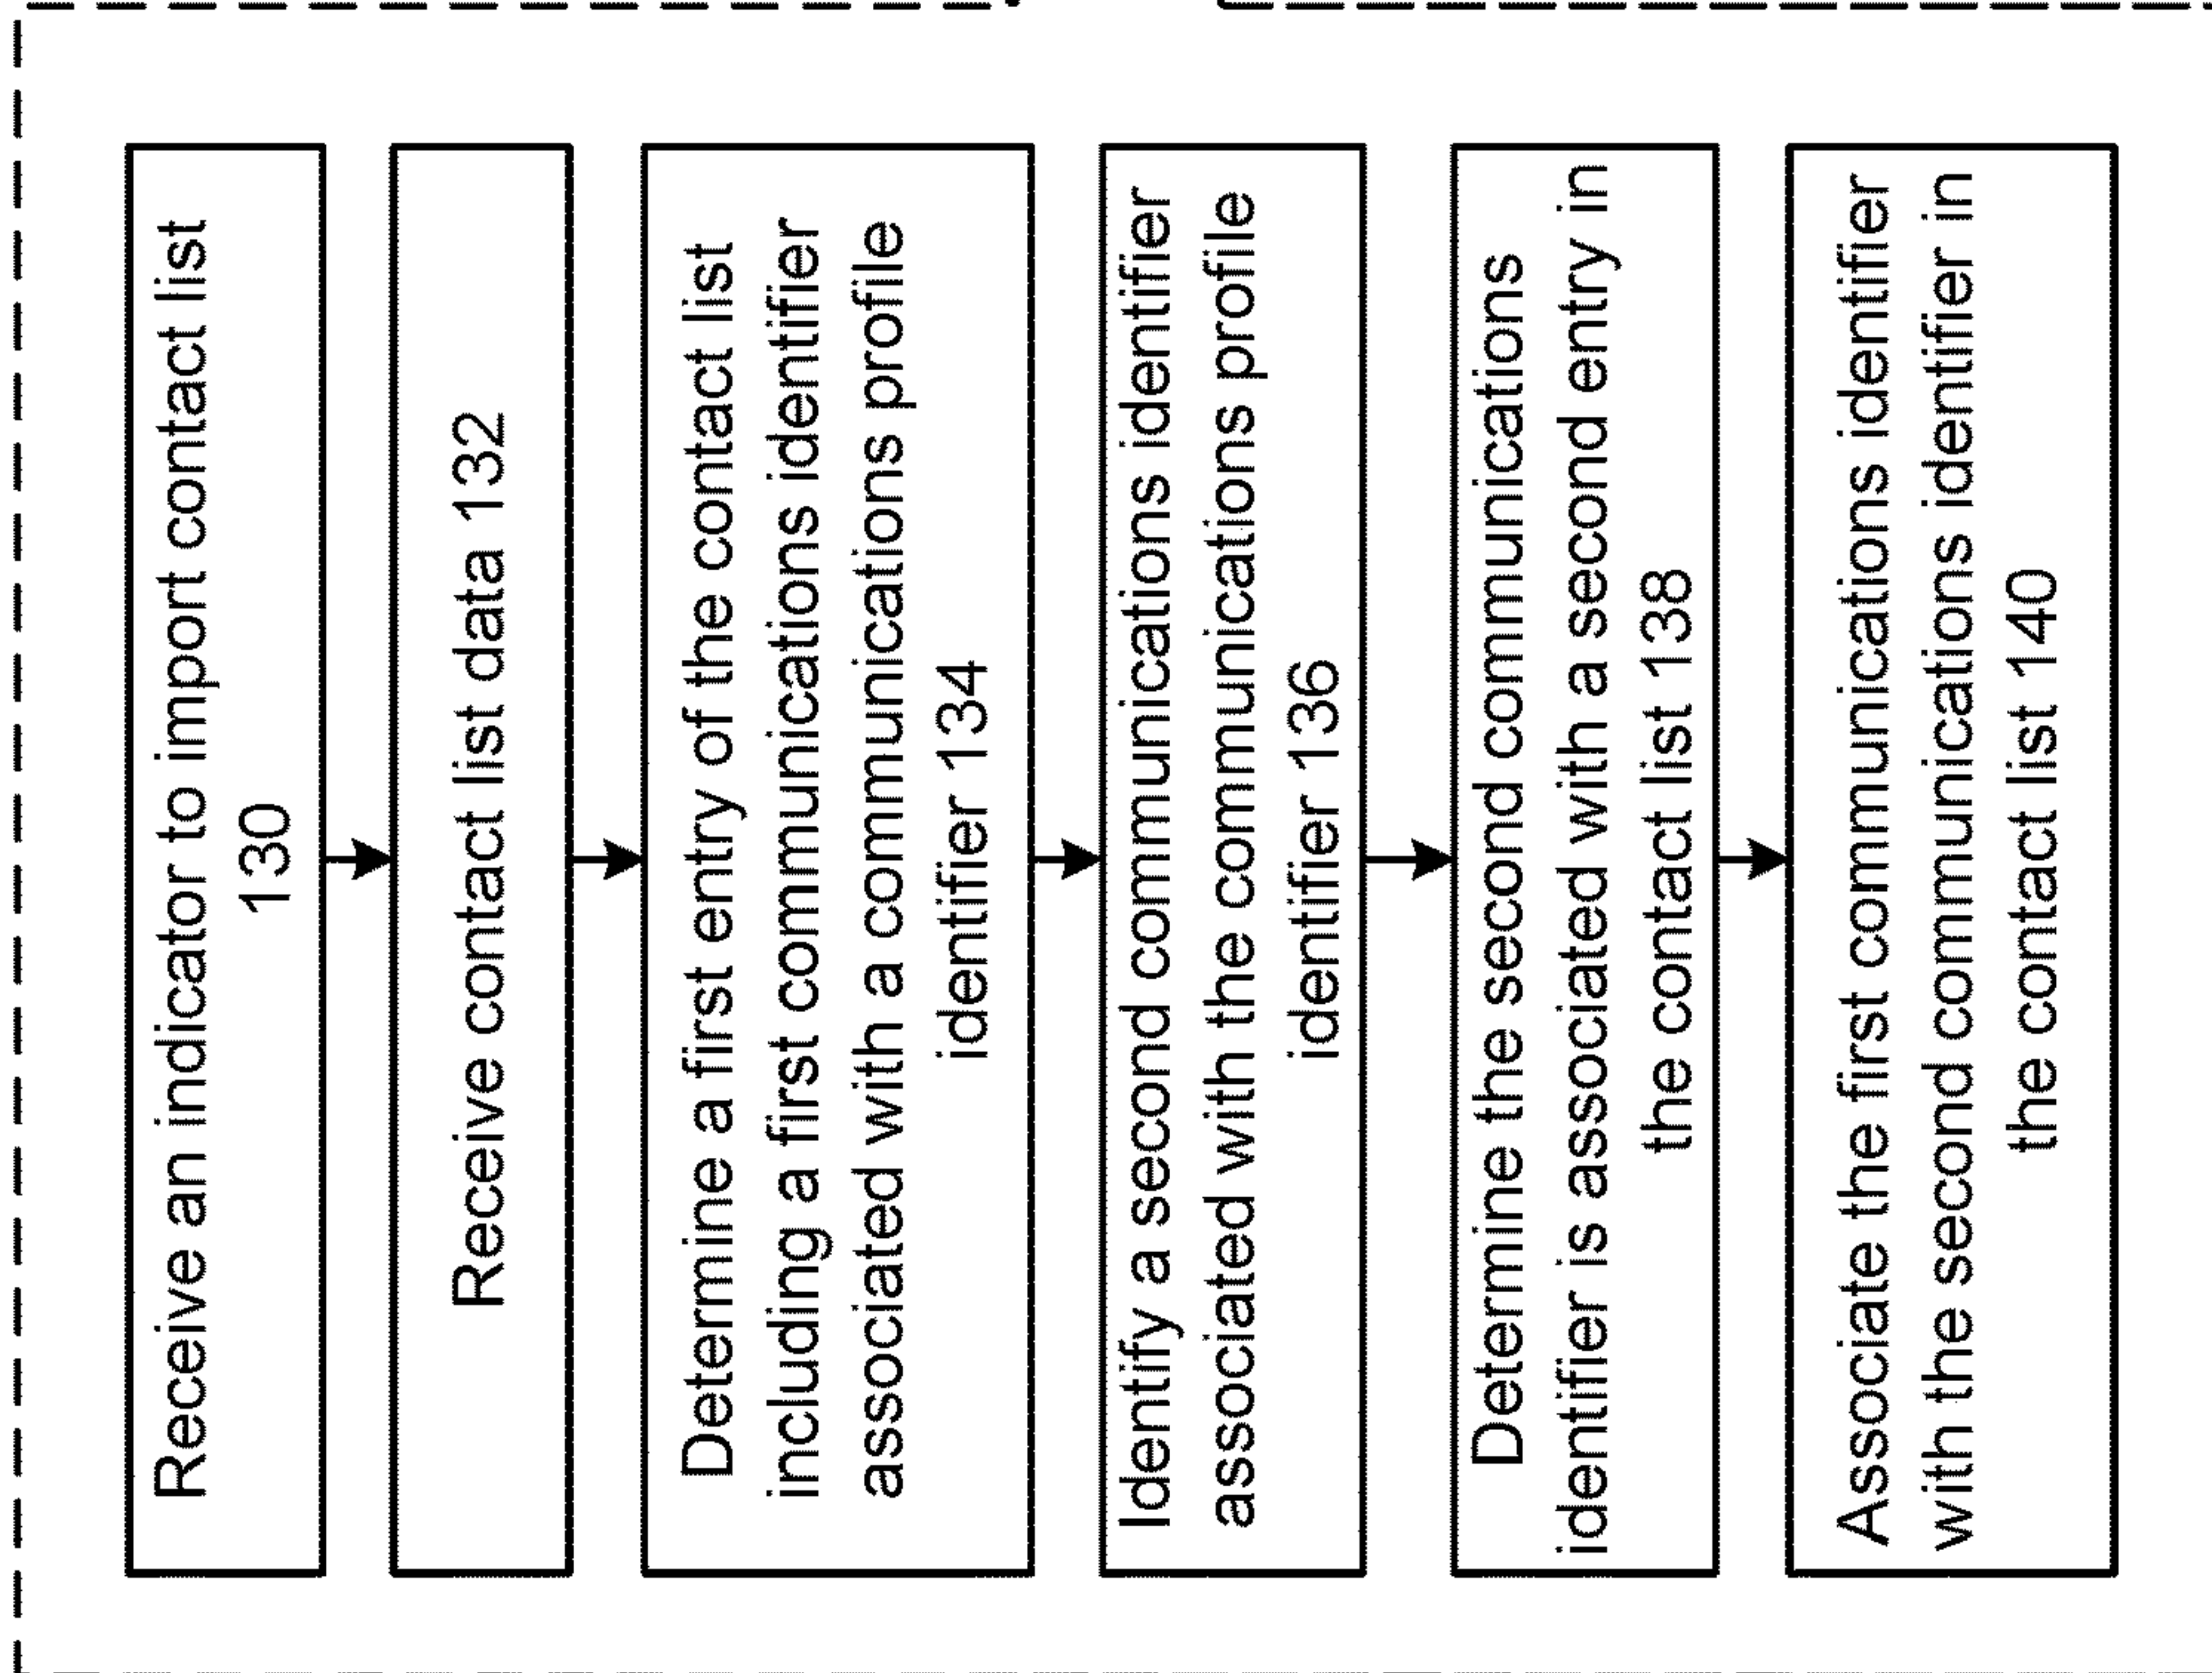 Receive an indicator to import contact list
130
Receive contact list data 132
Determine a first entry of the contact list
including a first communications identifier
associated with a communications profile
identifier 134
Identify a second communications identifier
associated with the communications profile
identifier 136
Determine the second communications
identifier is associated with a second entry in
the contact list 138
Associate the first communications identifier
with the second communications identifier in
the contact list 140